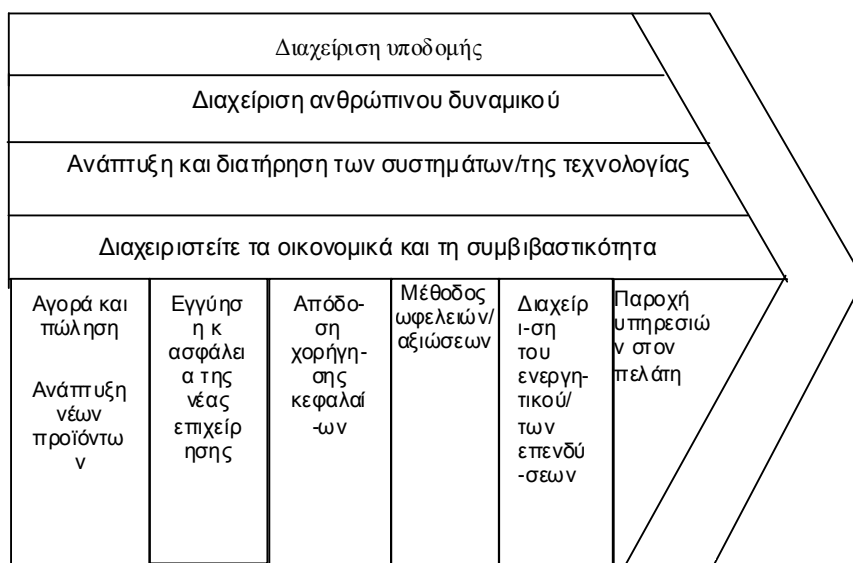 Διαχείριση υποδομής
Διαχείριση ανθρώπινου δυναμικού
Ανάπτυξη και διατήρηση των συστημάτων/της τεχνολογίας
Διαχειριστείτε τα οικονομικά και τη συμβιβαστικότητα
Αγορά και
πώληση
Ανάπτυξη
νέων
προϊόντω
ν
Εγγύησ
η κ
ασφάλει
α της
νέας
επιχείρ
ησης
Απόδο-
ση
χορήγη-
σης
κεφαλαί
-ων
Μέθοδος
ωφελειών/
αξιώσεων
Διαχείρ
ι-ση
του
ενεργη-
τικού/
των
επενδύ
-σεων
Παροχή
υπηρεσιώ
ν στον
πελάτη